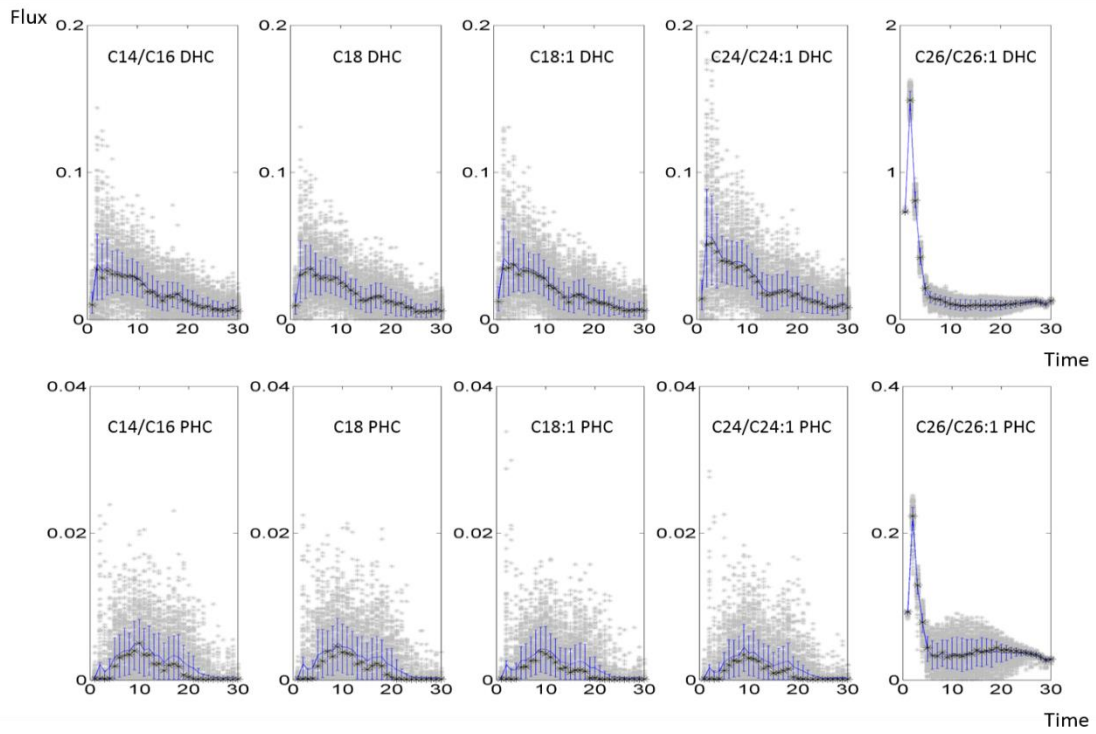 Flux
0.2 0.2 0.2 0.2 2
C14/C16 DHC C18 DHC C18:1 DHC C24/C24:1 DHC C26/C26:1 DHC
0.1 0.1 0.1 0.1 1
0 0 0 0 0
0 10 20 30 0 10 20 30 0 10 20 30 0 10 20 30 0 10 20 30
Time
0.04 0.04 0.04 0.04 0.4
C14/C16 PHC C18 PHC C18:1 PHC C24/C24:1 PHC C26/C26:1 PHC
0.02 0.02 0.02 0.02 0.2
0 0 0 0 0
0 10 20 30 0 10 20 30 0 10 20 30 0 10 20 30 0 10 20 30
Time